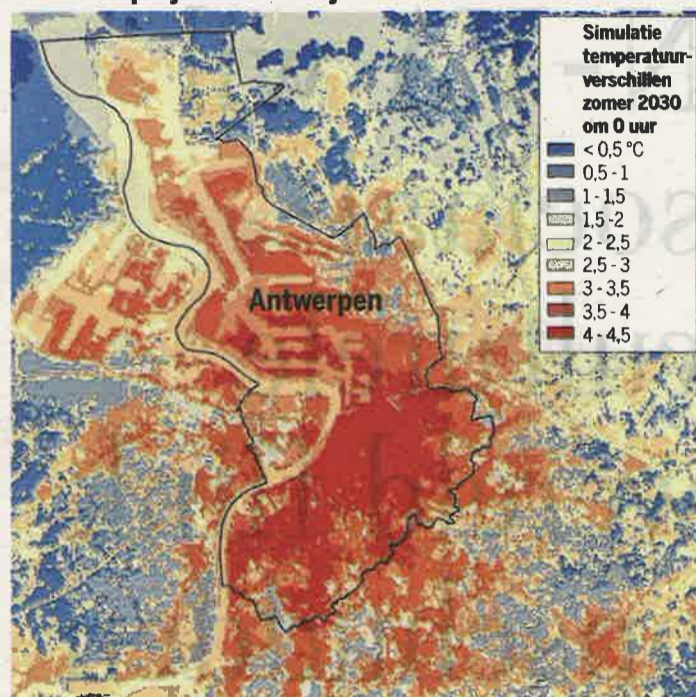 Simulatie
temperatuur-
verschillen
zomer 2030
om 0 uur
< 0,5 °C
0,5 - 1
1 - 1,5
1,5 - 2
2 - 2,5
2,5 - 3
3 - 3,5
3,5 - 4
4 - 4,5
Antwerpen